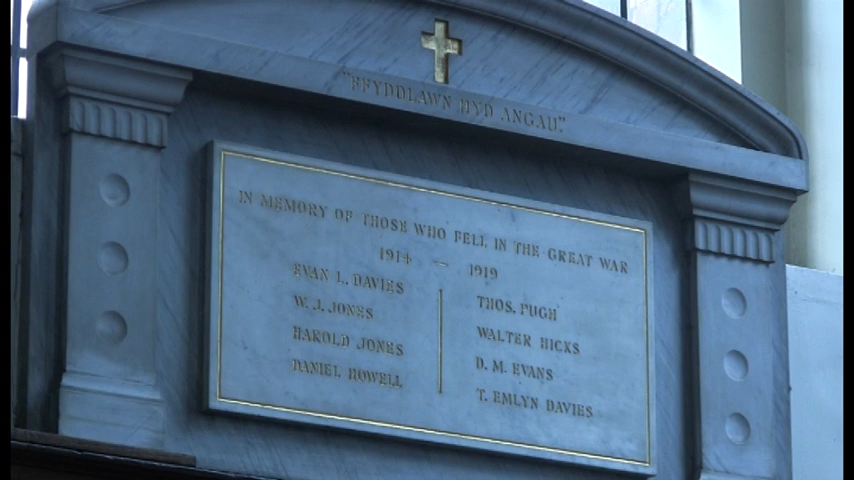 "FFYDDLAWN HYD ANGAU".
IN MEMORY OF THOSE WHO FELL IN THE GREAT WAR
1914 — 1919
EVAN L. DAVIES
W. J. JONES
HAROLD JONES
DANIEL HOWELL
THOS. PUGH
WALTER HICKS
D. M. EVANS
T. EMLYN DAVIES